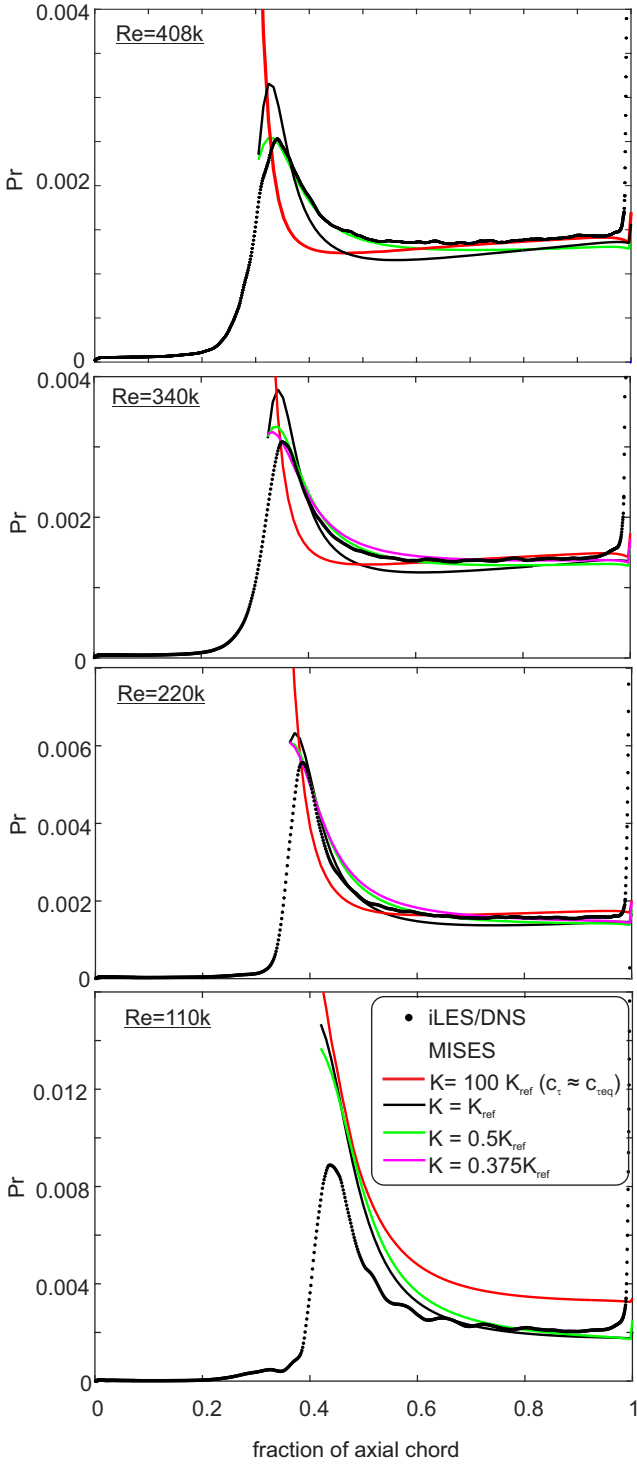 0.004
Re=408k
0.002
Pr
0
0.004
Re=340k
0.002
Pr
0
Re=220k
0.006
0.004
Pr
0.002
0
Re=110k
iLES/DNS
MISES
K= 100 K_ref (c_τ ≈ c_τeq)
K = K_ref
K = 0.5K_ref
K = 0.375K_ref
0.012
0.008
Pr
0.004
0
0 0.2 0.4 0.6 0.8 1
fraction of axial chord